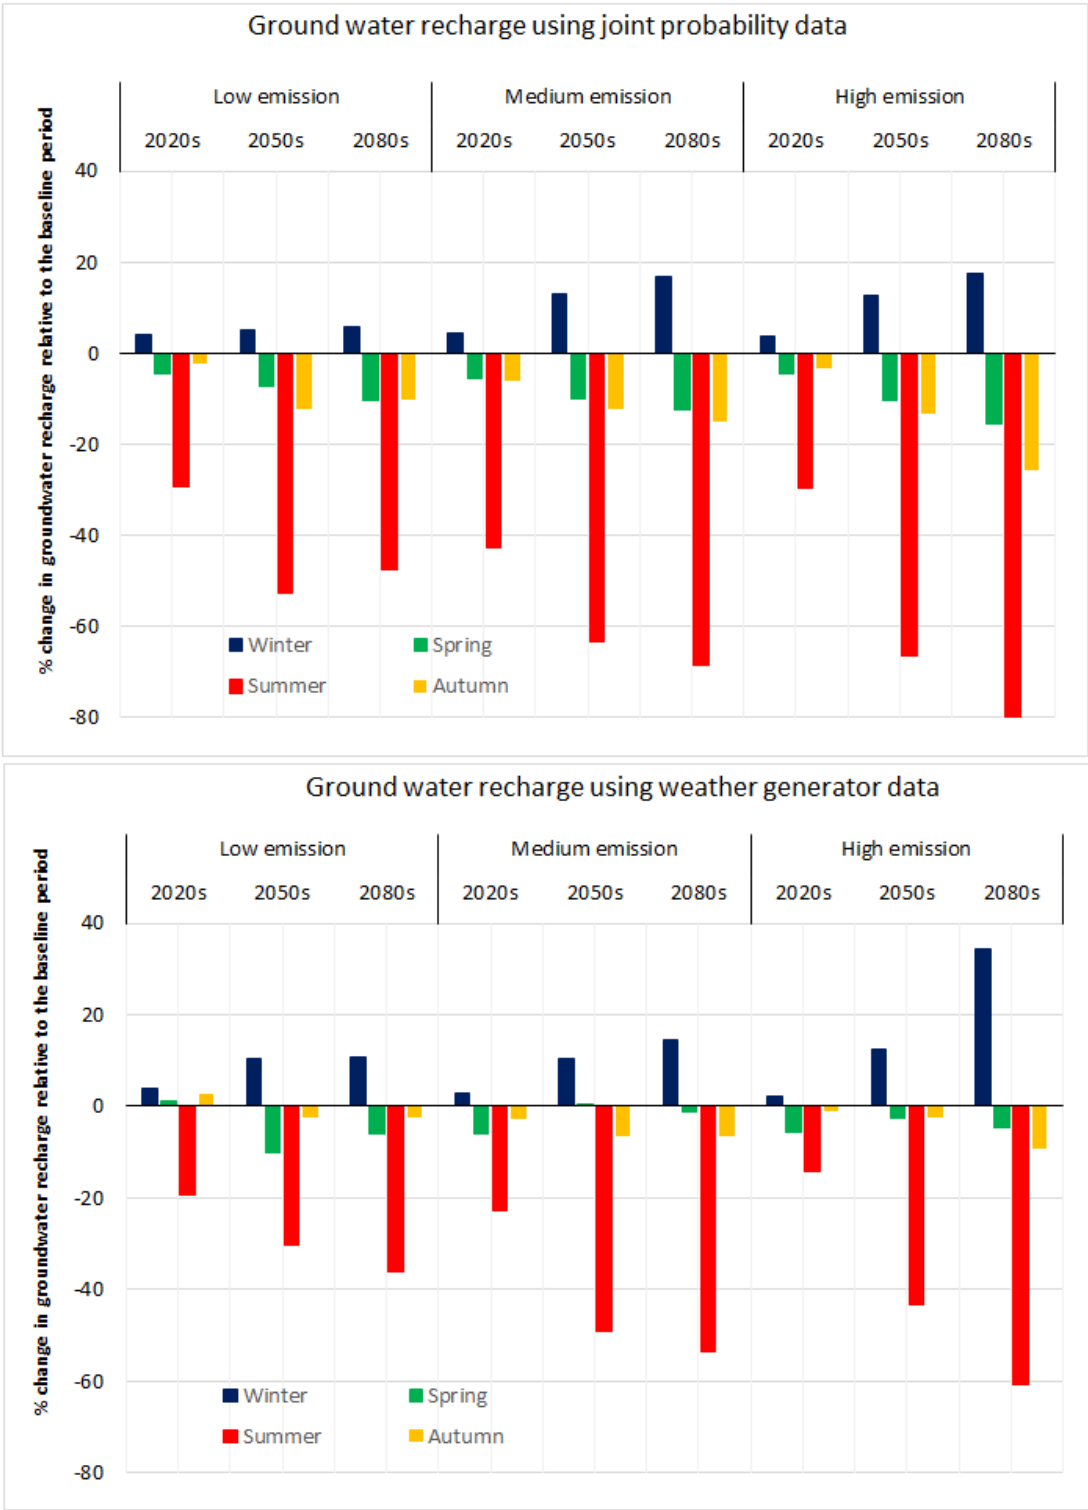 Ground water recharge using joint probability data
Low emission Medium emission High emission
2020s 2050s 2080s 2020s 2050s 2080s 2020s 2050s 2080s
% change in groundwater recharge relative to the baseline period
40
20
0
-20
-40
-60
-80
Winter Spring
Summer Autumn
Ground water recharge using weather generator data
Low emission Medium emission High emission
2020s 2050s 2080s 2020s 2050s 2080s 2020s 2050s 2080s
% change in groundwater recharge relative to the baseline period
40
20
0
-20
-40
-60
-80
Winter Spring
Summer Autumn